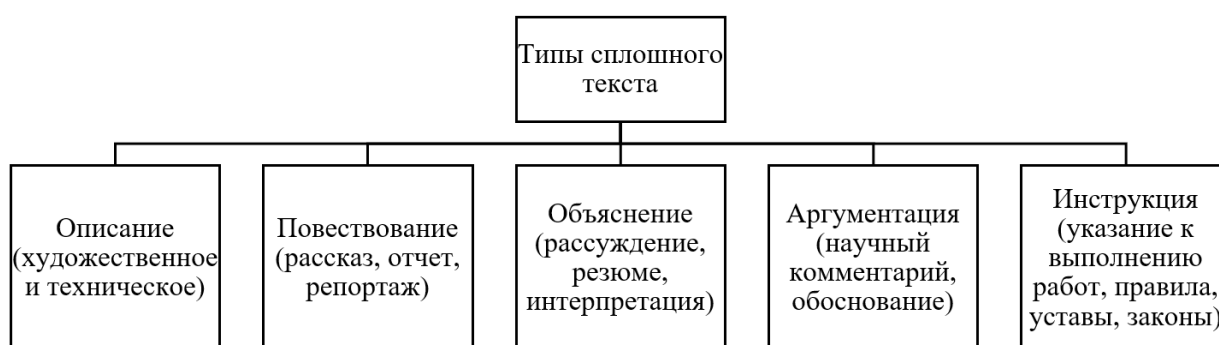 Типы сплошного
текста
Описание
(художественное
и техническое)
Повествование
(рассказ, отчет,
репортаж)
Объяснение
(рассуждение,
резюме,
интерпретация)
Аргументация
(научный
комментарий,
обоснование)
Инструкция
(указание к
выполнению
работ, правила,
уставы, законы)